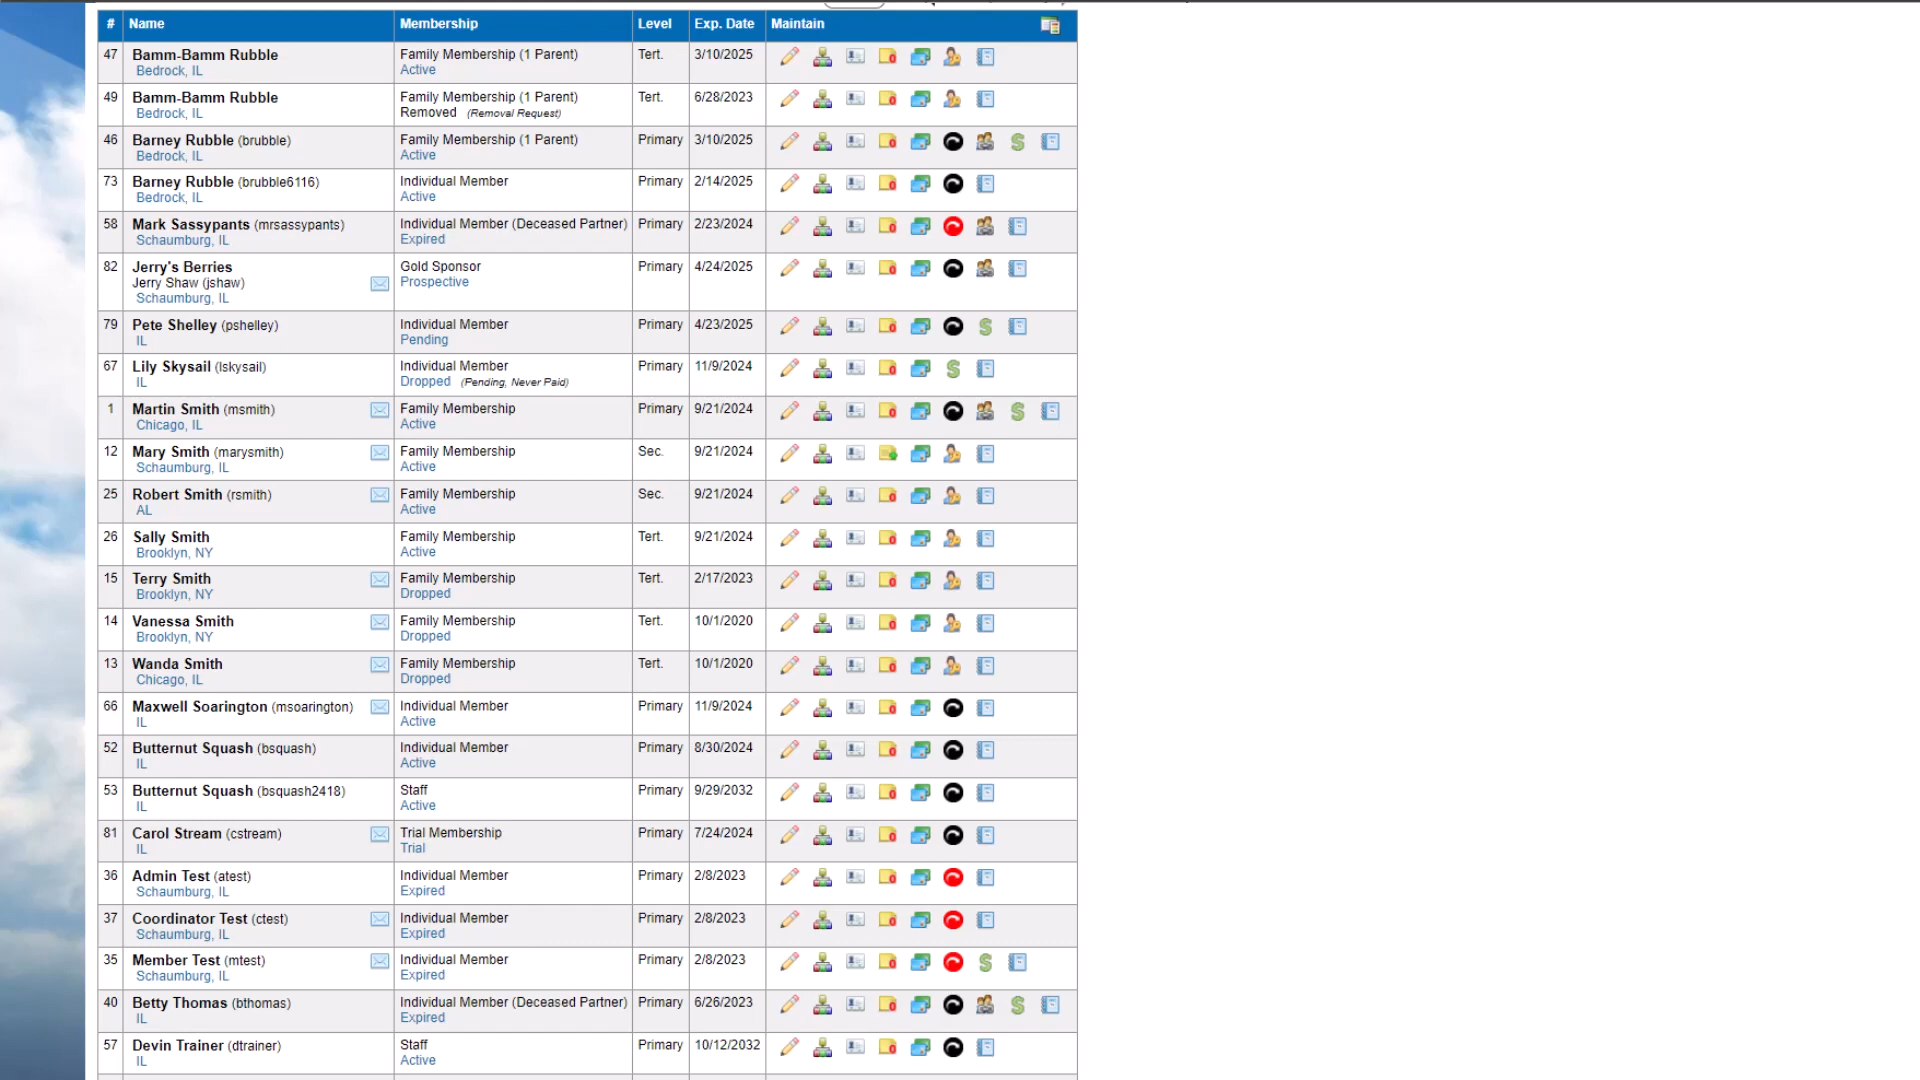 # Name Membership Level Exp. Date Maintain
47 Bamm-Bamm Rubble Family Membership (1 Parent) Tert. 3/10/2025
Bedrock, IL Active
49 Bamm-Bamm Rubble Family Membership (1 Parent) Tert. 6/28/2023
Bedrock, IL Removed (Removal Request)
46 Barney Rubble (brubble) Family Membership (1 Parent) Primary 3/10/2025
Bedrock, IL Active
73 Barney Rubble (brubble6116) Individual Member Primary 2/14/2025
Bedrock, IL Active
58 Mark Sassypants (mrsassypants) Individual Member (Deceased Partner) Primary 2/23/2024
Schaumburg, IL Expired
82 Jerry's Berries Gold Sponsor Primary 4/24/2025
Jerry Shaw (jshaw) Prospective
Schaumburg, IL
79 Pete Shelley (pshelley) Individual Member Primary 4/23/2025
IL Pending
67 Lily Skysail (lskysail) Individual Member Primary 11/9/2024
IL Dropped (Pending, Never Paid)
1 Martin Smith (msmith) Family Membership Primary 9/21/2024
Chicago, IL Active
12 Mary Smith (marysmith) Family Membership Sec. 9/21/2024
Schaumburg, IL Active
25 Robert Smith (rsmith) Family Membership Sec. 9/21/2024
AL Active
26 Sally Smith Family Membership Tert. 9/21/2024
Brooklyn, NY Active
15 Terry Smith Family Membership Tert. 2/17/2023
Brooklyn, NY Dropped
14 Vanessa Smith Family Membership Tert. 10/1/2020
Brooklyn, NY Dropped
13 Wanda Smith Family Membership Tert. 10/1/2020
Chicago, IL Dropped
66 Maxwell Soarington (msoarington) Individual Member Primary 11/9/2024
IL Active
52 Butternut Squash (bsquash) Individual Member Primary 8/30/2024
IL Active
53 Butternut Squash (bsquash2418) Staff Primary 9/29/2032
IL Active
81 Carol Stream (cstream) Trial Membership Primary 7/24/2024
IL Trial
36 Admin Test (atest) Individual Member Primary 2/8/2023
Schaumburg, IL Expired
37 Coordinator Test (ctest) Individual Member Primary 2/8/2023
Schaumburg, IL Expired
35 Member Test (mtest) Individual Member Primary 2/8/2023
Schaumburg, IL Expired
40 Betty Thomas (bthomas) Individual Member (Deceased Partner) Primary 6/26/2023
IL Expired
57 Devin Trainer (dtrainer) Staff Primary 10/12/2032
IL Active